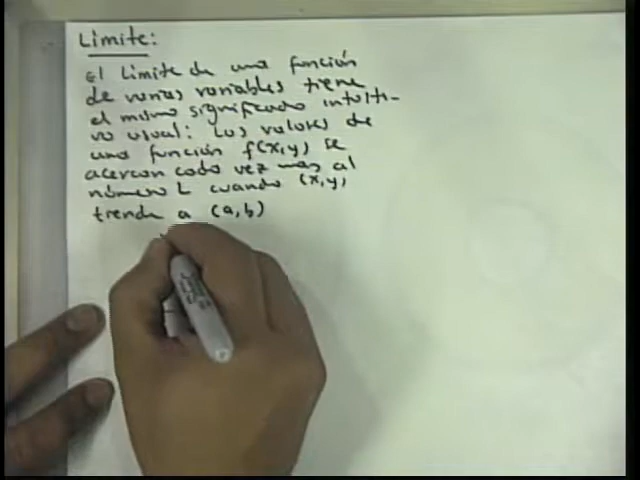 Limite:
El Limite de una función
de varias variables tiene
el mismo significado intuiti-
vo usual: Los valores de
una función f(x,y) se
acercan cada vez mas al
número L cuando (x,y)
tiende a (a,b)